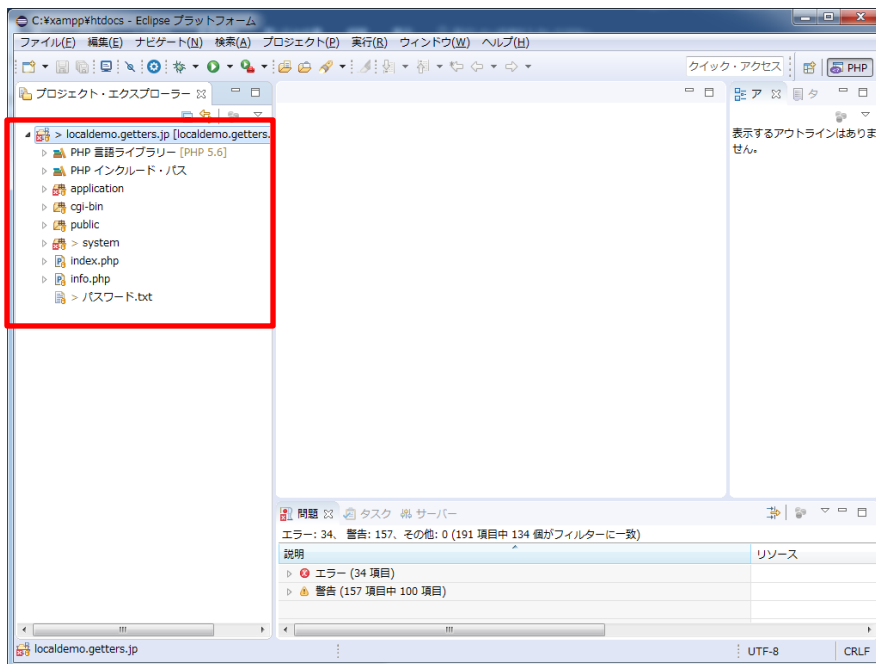 C:¥xampp¥htdocs - Eclipse プラットフォーム
ファイル(F) 編集(E) ナビゲート(N) 検索(A) プロジェクト(P) 実行(R) ウィンドウ(W) ヘルプ(H)
クイック・アクセス PHP
プロジェクト・エクスプローラー
ア タ
> localdemo.getters.jp [localdemo.getters.
表示するアウトラインはありま
せん。
PHP 言語ライブラリー [PHP 5.6]
PHP インクルード・パス
application
cgi-bin
public
> system
index.php
info.php
> パスワード.txt
問題 タスク サーバー
エラー: 34、 警告: 157、その他: 0 (191 項目中 134 個がフィルターに一致)
説明 リソース
エラー (34 項目)
警告 (157 項目中 100 項目)
localdemo.getters.jp UTF-8 CRLF